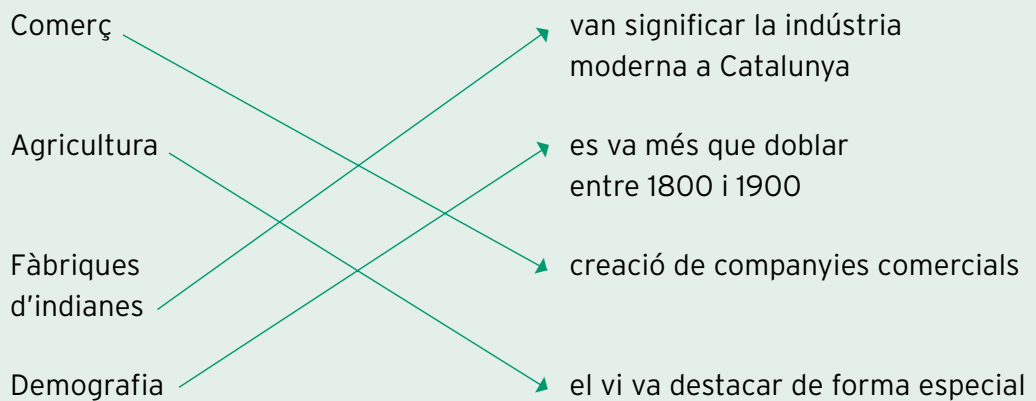 Comerç
van significar la indústria
moderna a Catalunya
Agricultura
es va més que doblar
entre 1800 i 1900
Fàbriques
d'indianes
creació de companyies comercials
Demografia
el vi va destacar de forma especial